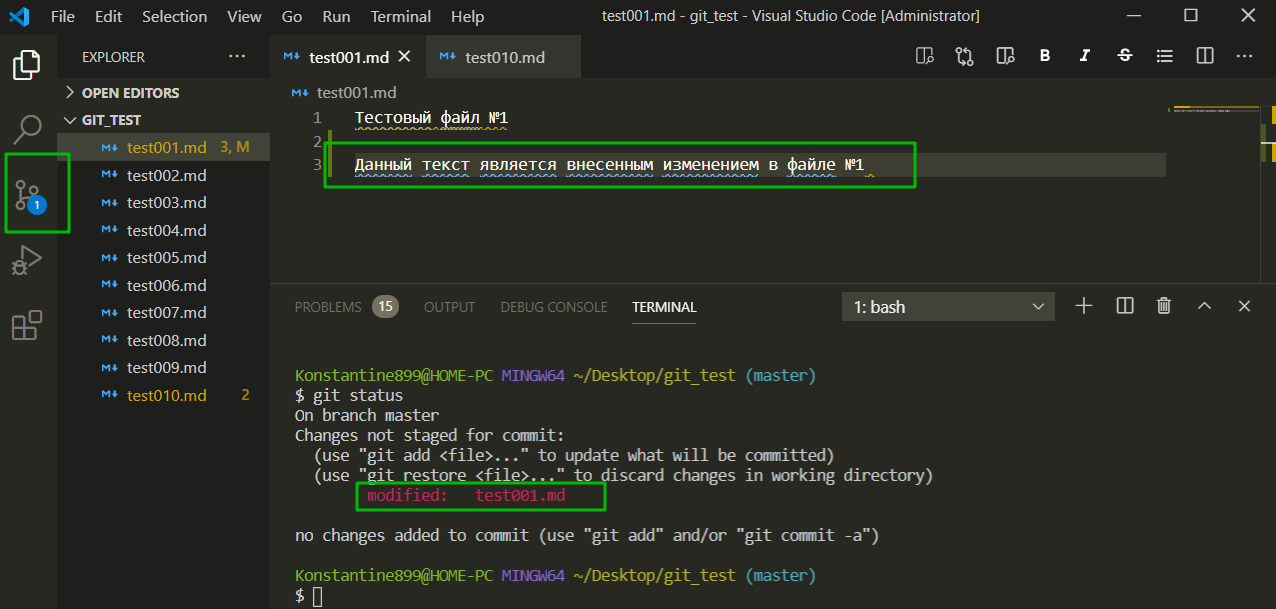 File Edit Selection View Go Run Terminal Help
test001.md - git_test - Visual Studio Code [Administrator]
EXPLORER ···
test001.md
test010.md
B I S ···
OPEN EDITORS
GIT_TEST
test001.md 3, M
test002.md
test003.md
test004.md
test005.md
test006.md
test007.md
test008.md
test009.md
test010.md 2
1
test001.md
1 Тестовый файл №1
2
3 Данный текст является внесенным изменением в файле №1
PROBLEMS 15 OUTPUT DEBUG CONSOLE TERMINAL
1: bash
Konstantine899@HOME-PC MINGW64 ~/Desktop/git_test (master)
$ git status
On branch master
Changes not staged for commit:
(use "git add <file>..." to update what will be committed)
(use "git restore <file>..." to discard changes in working directory)
modified: test001.md
no changes added to commit (use "git add" and/or "git commit -a")
Konstantine899@HOME-PC MINGW64 ~/Desktop/git_test (master)
$